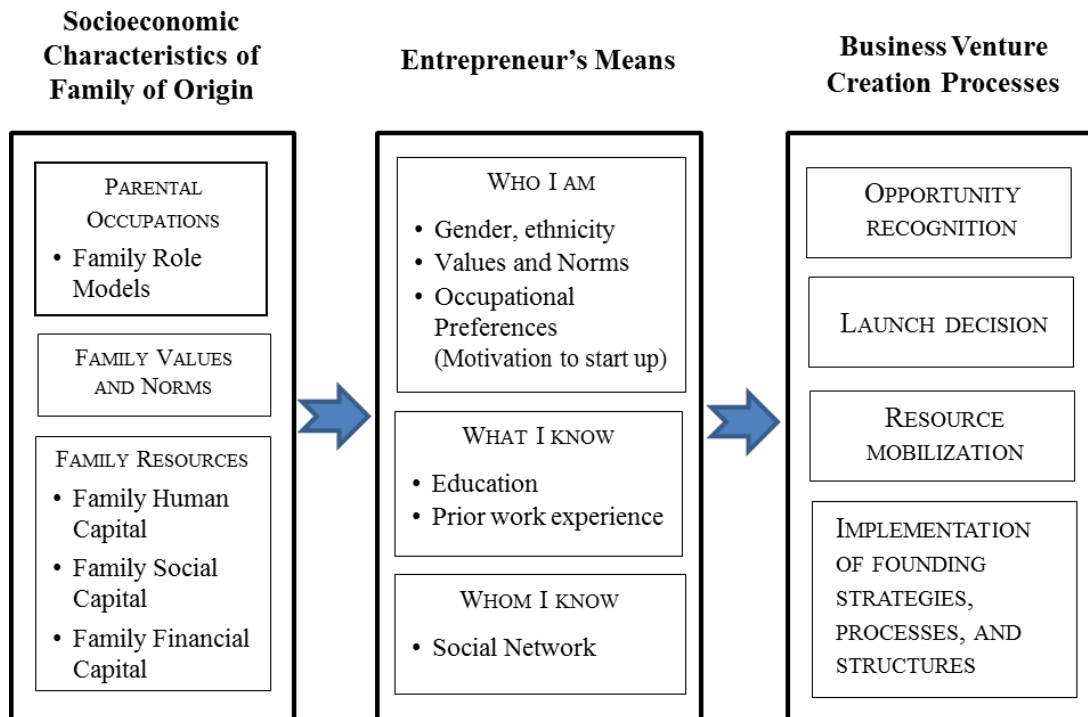 Socioeconomic
Characteristics of
Family of Origin
Entrepreneur's Means
Business Venture
Creation Processes
PARENTAL
OCCUPATIONS
• Family Role
Models
FAMILY VALUES
AND NORMS
FAMILY RESOURCES
• Family Human
Capital
• Family Social
Capital
• Family Financial
Capital
WHO I AM
• Gender, ethnicity
• Values and Norms
• Occupational
Preferences
(Motivation to start up)
WHAT I KNOW
• Education
• Prior work experience
WHOM I KNOW
• Social Network
OPPORTUNITY
RECOGNITION
LAUNCH DECISION
RESOURCE
MOBILIZATION
IMPLEMENTATION
OF FOUNDING
STRATEGIES,
PROCESSES, AND
STRUCTURES